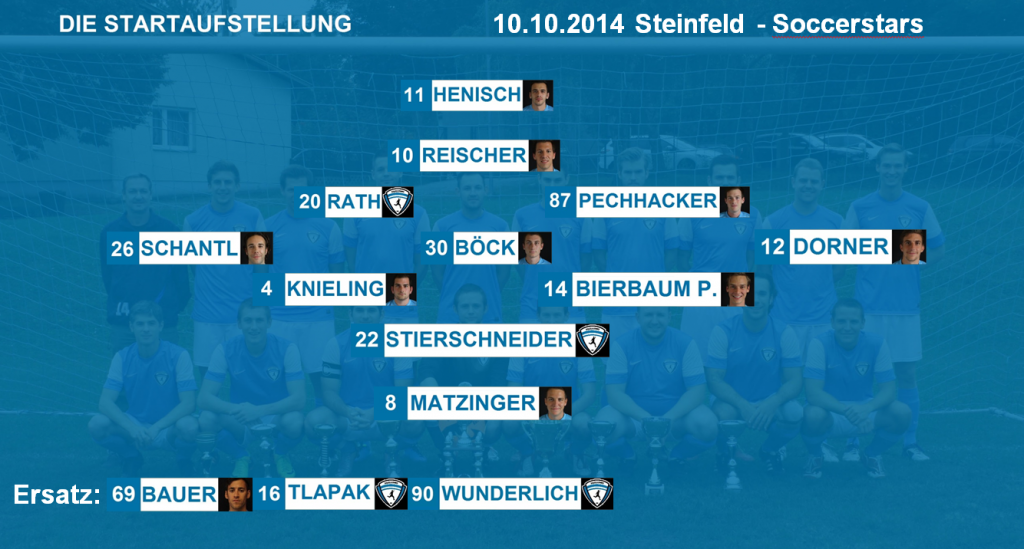 DIE STARTAUFSTELLUNG 10.10.2014 Steinfeld - Soccerstars
11 HENISCH
10 REISCHER
20 RATH 87 PECHHACKER
26 SCHANTL 30 BÖCK 12 DORNER
4 KNIELING 14 BIERBAUM P.
22 STIERSCHNEIDER
8 MATZINGER
Ersatz: 69 BAUER 16 TLAPAK 90 WUNDERLICH